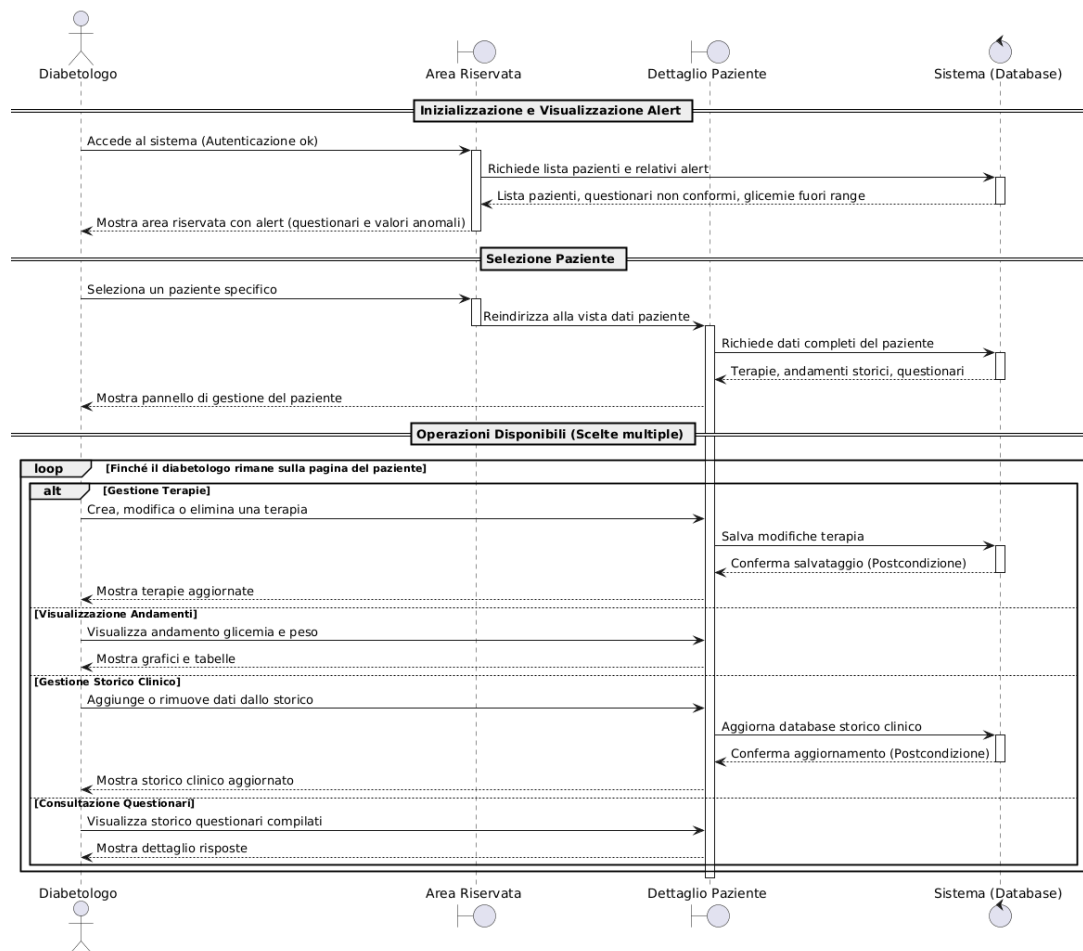 Diabetologo
Area Riservata
Dettaglio Paziente
Sistema (Database)
Inizializzazione e Visualizzazione Alert
Accede al sistema (Autenticazione ok)
Richiede lista pazienti e relativi alert
Lista pazienti, questionari non conformi, glicemie fuori range
Mostra area riservata con alert (questionari e valori anomali)
Selezione Paziente
Seleziona un paziente specifico
Reindirizza alla vista dati paziente
Richiede dati completi del paziente
Terapie, andamenti storici, questionari
Mostra pannello di gestione del paziente
Operazioni Disponibili (Scelte multiple)
loop [Finché il diabetologo rimane sulla pagina del paziente]
alt [Gestione Terapie]
Crea, modifica o elimina una terapia
Salva modifiche terapia
Conferma salvataggio (Postcondizione)
Mostra terapie aggiornate
[Visualizzazione Andamenti]
Visualizza andamento glicemia e peso
Mostra grafici e tabelle
[Gestione Storico Clinico]
Aggiunge o rimuove dati dallo storico
Aggiorna database storico clinico
Conferma aggiornamento (Postcondizione)
Mostra storico clinico aggiornato
[Consultazione Questionari]
Visualizza storico questionari compilati
Mostra dettaglio risposte
Diabetologo
Area Riservata
Dettaglio Paziente
Sistema (Database)